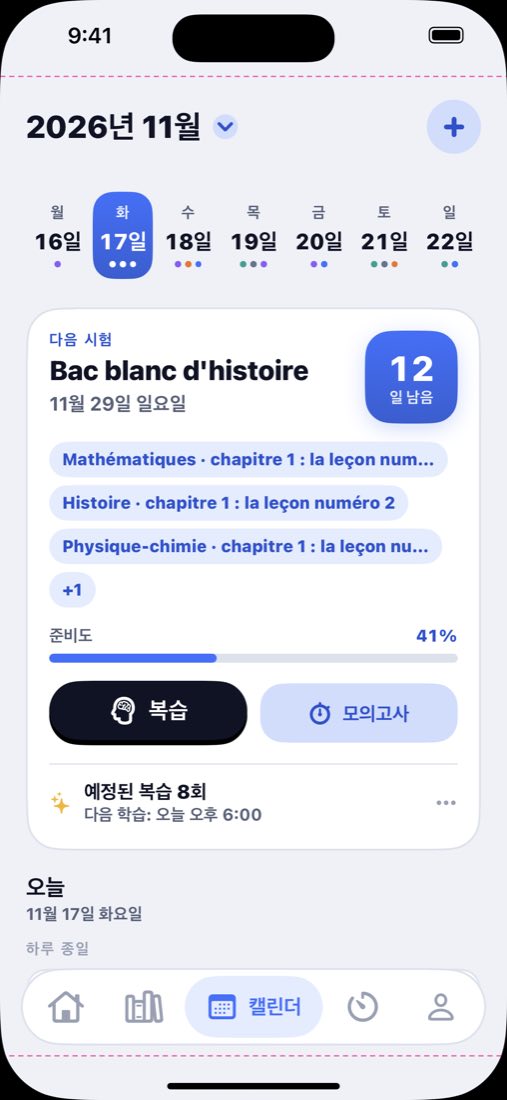 9:41
2026년 11월
월 화 수 목 금 토 일
16일 17일 18일 19일 20일 21일 22일
다음 시험
Bac blanc d'histoire
11월 29일 일요일
12
일 남음
Mathématiques · chapitre 1 : la leçon num...
Histoire · chapitre 1 : la leçon numéro 2
Physique-chimie · chapitre 1 : la leçon nu...
+1
준비도 41%
복습 모의고사
예정된 복습 8회
다음 학습: 오늘 오후 6:00
오늘
11월 17일 화요일
하루 종일
캘린더